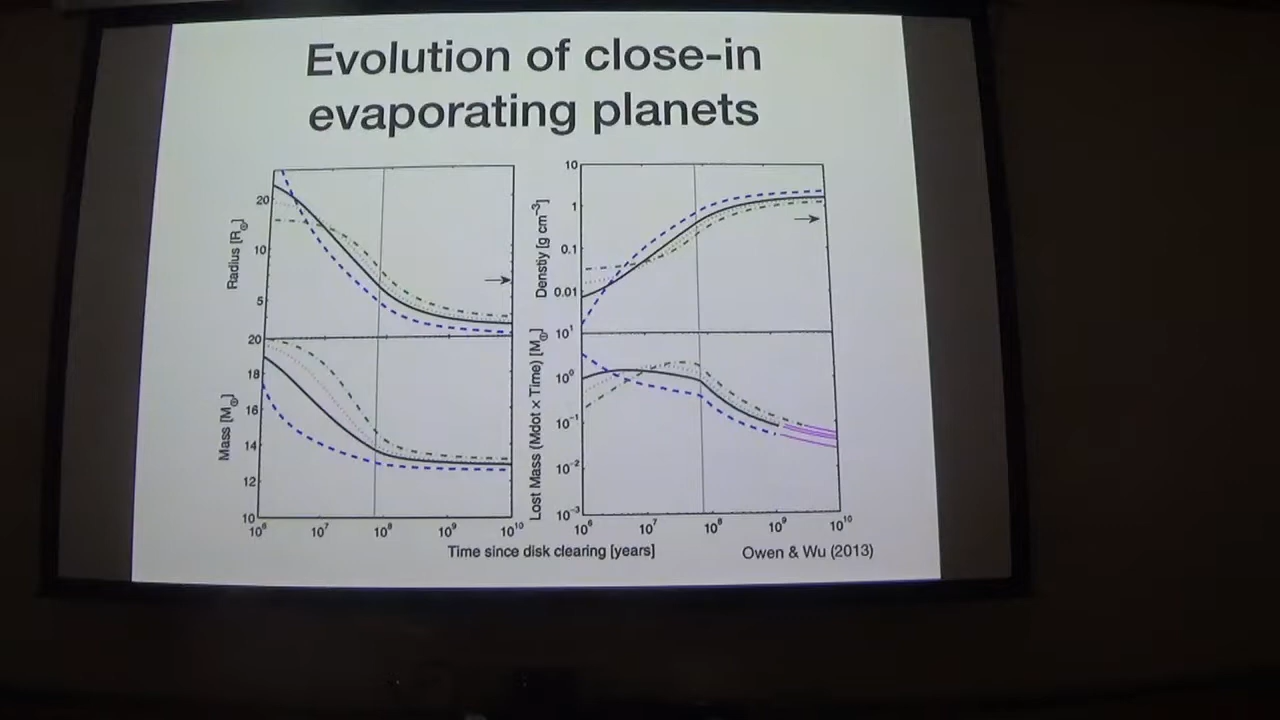 Evolution of close-in
evaporating planets
Radius [R⊕]
20
10
5
Mass [M⊕]
20
18
16
14
12
10
10⁶ 10⁷ 10⁸ 10⁹ 10¹⁰
Denstiy [g cm⁻³]
10
1
0.1
0.01
Lost Mass (Mdot × Time) [M⊕]
10¹
10⁰
10⁻¹
10⁻²
10⁻³
10⁶ 10⁷ 10⁸ 10⁹ 10¹⁰
Time since disk clearing [years]
Owen & Wu (2013)